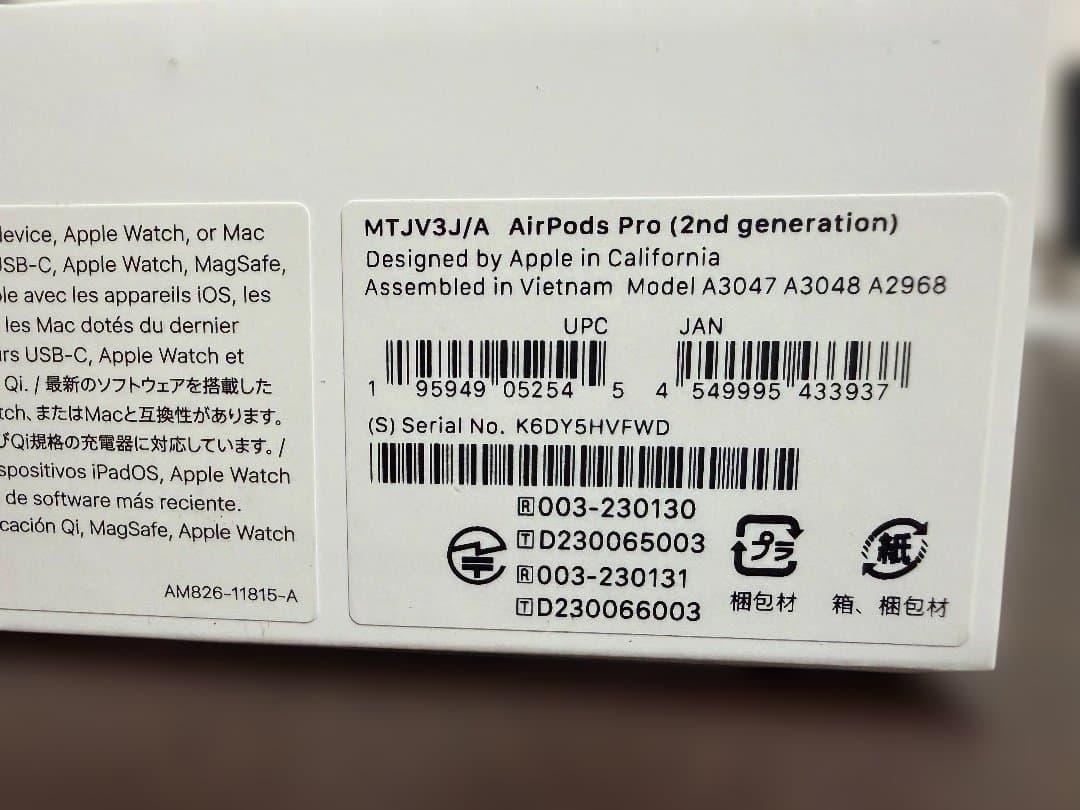 device, Apple Watch, or Mac
USB-C, Apple Watch, MagSafe,
ble avec les appareils iOS, les
les Mac dotés du dernier
urs USB-C, Apple Watch et
Qi. / 最新のソフトウェアを搭載した
tch、またはMacと互換性があります。
びQi規格の充電器に対応しています。/
spositivos iPadOS, Apple Watch
de software más reciente.
cación Qi, MagSafe, Apple Watch
AM826-11815-A
MTJV3J/A AirPods Pro (2nd generation)
Designed by Apple in California
Assembled in Vietnam Model A3047 A3048 A2968
UPC JAN
1 95949 05254 5 4 549995 433937
(S) Serial No. K6DY5HVFWD
R 003-230130
T D230065003
R 003-230131
T D230066003
プラ
梱包材
紙
箱、梱包材